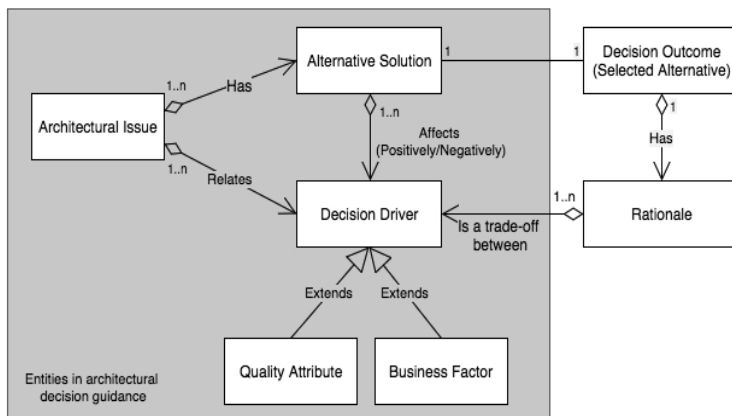 Alternative Solution
1
1
Decision Outcome
(Selected Alternative)
1..n
Has
1..n
1
Architectural Issue
Affects
(Positively/Negatively)
Has
1..n
Relates
1..n
Decision Driver
Is a trade-off
between
Rationale
Extends
Extends
Quality Attribute
Business Factor
Entities in architectural
decision guidance